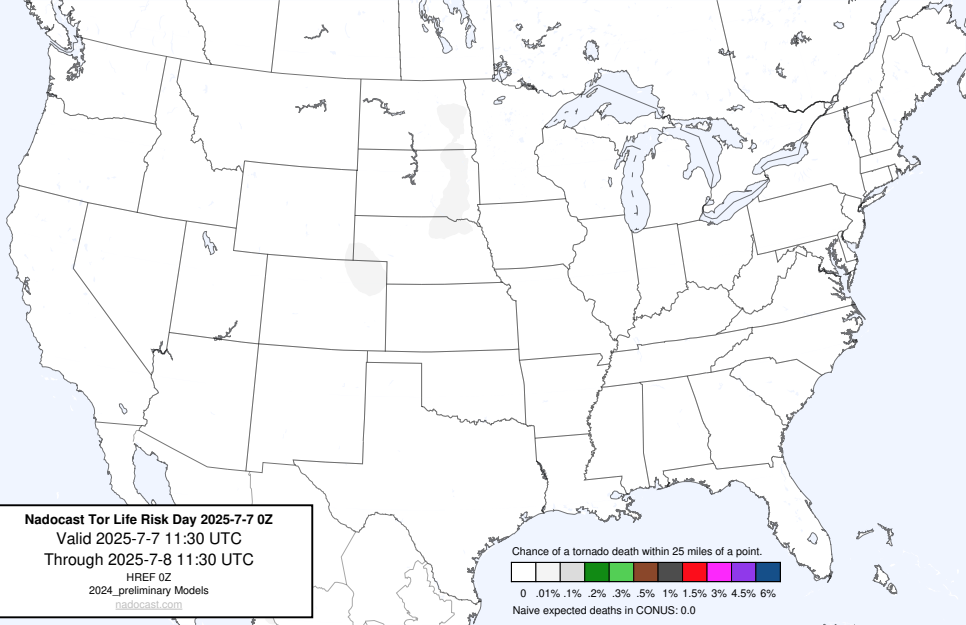 Nadocast Tor Life Risk Day 2025-7-7 0Z
Valid 2025-7-7 11:30 UTC
Through 2025-7-8 11:30 UTC
HREF 0Z
2024_preliminary Models
nadocast.com
Chance of a tornado death within 25 miles of a point.
0 .01% .1% .2% .3% .5% 1% 1.5% 3% 4.5% 6%
Naive expected deaths in CONUS: 0.0